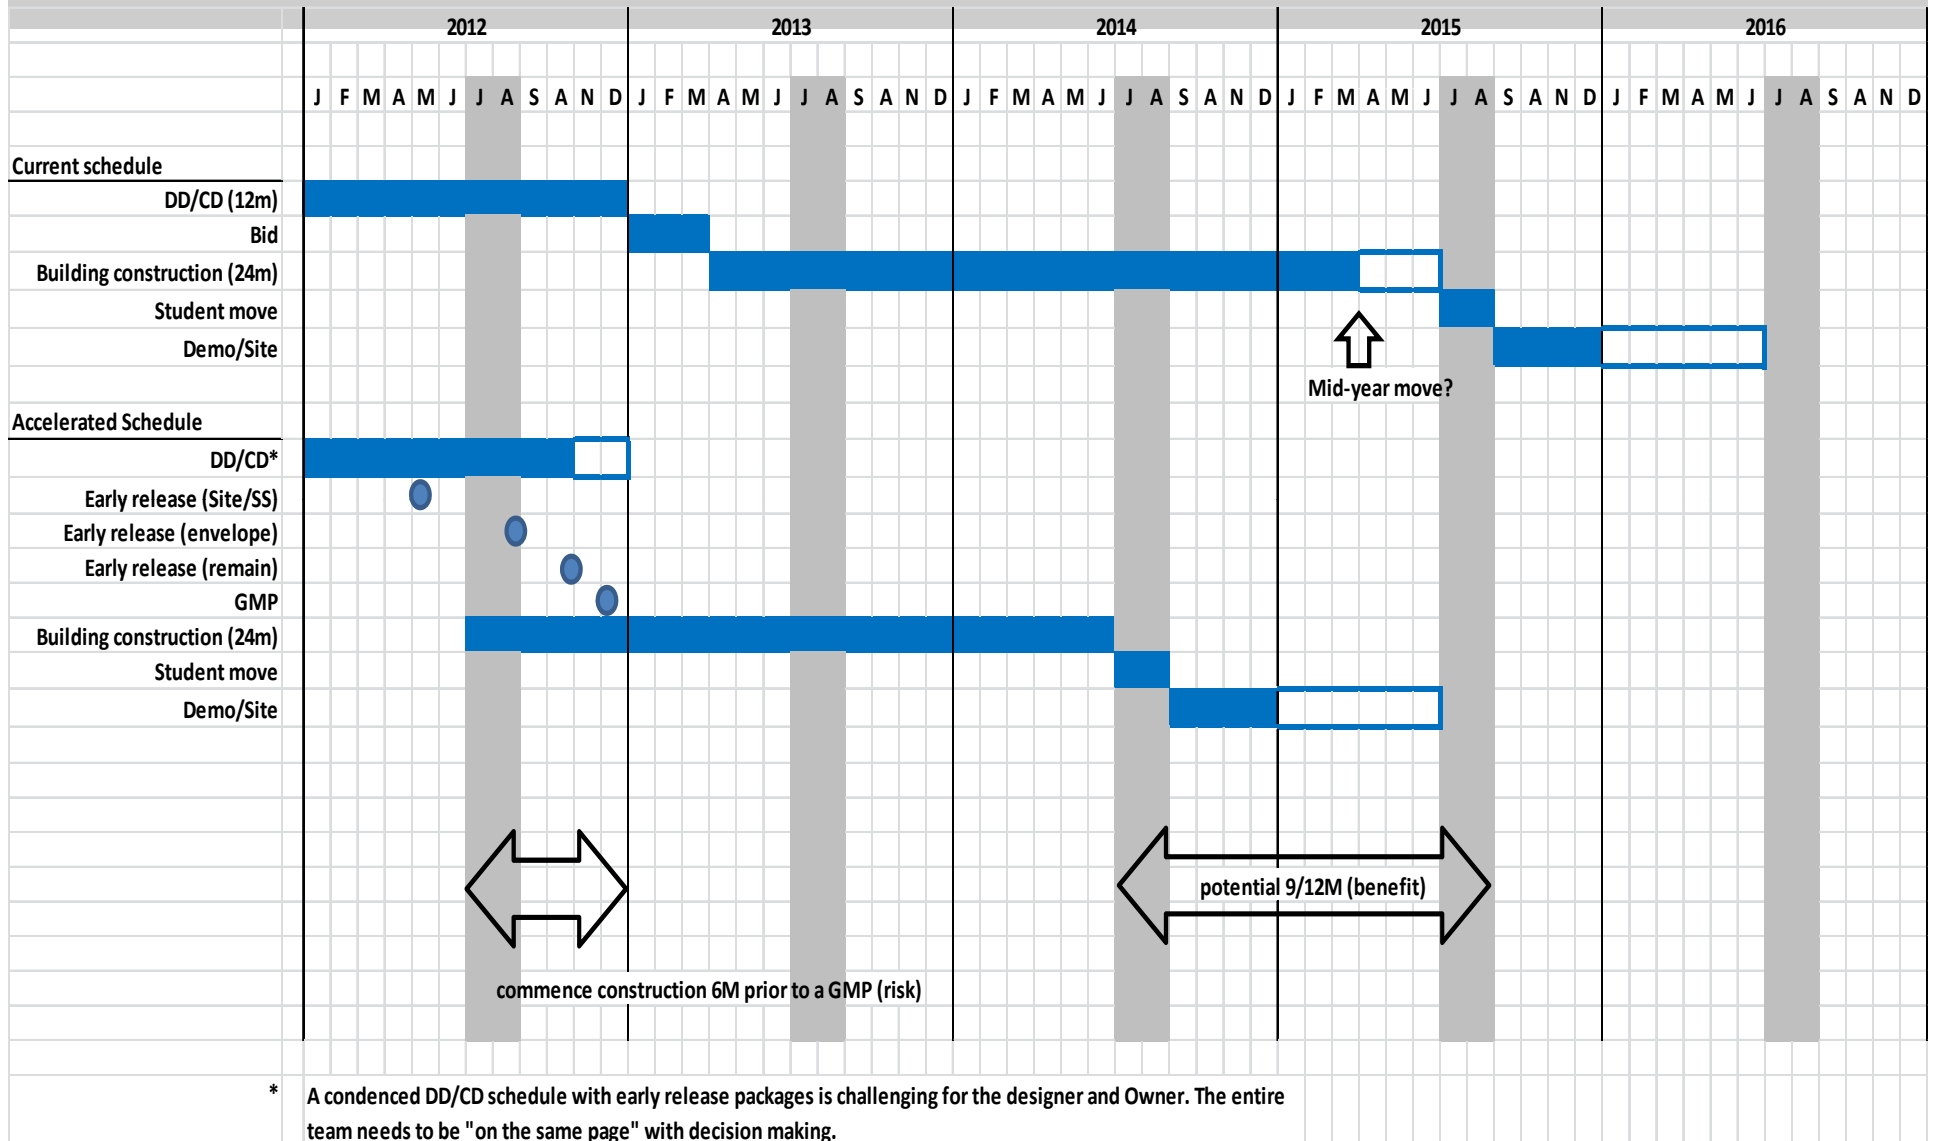 2012 2013 2014 2015 2016
J F M A M J J A S A N D J F M A M J J A S A N D J F M A M J J A S A N D J F M A M J J A S A N D J F M A M J J A S A N D
Current schedule
DD/CD (12m)
Bid
Building construction (24m)
Student move
Demo/Site
Mid-year move?
Accelerated Schedule
DD/CD*
Early release (Site/SS)
Early release (envelope)
Early release (remain)
GMP
Building construction (24m)
Student move
Demo/Site
potential 9/12M (benefit)
commence construction 6M prior to a GMP (risk)
* A condenced DD/CD schedule with early release packages is challenging for the designer and Owner. The entire
team needs to be "on the same page" with decision making.